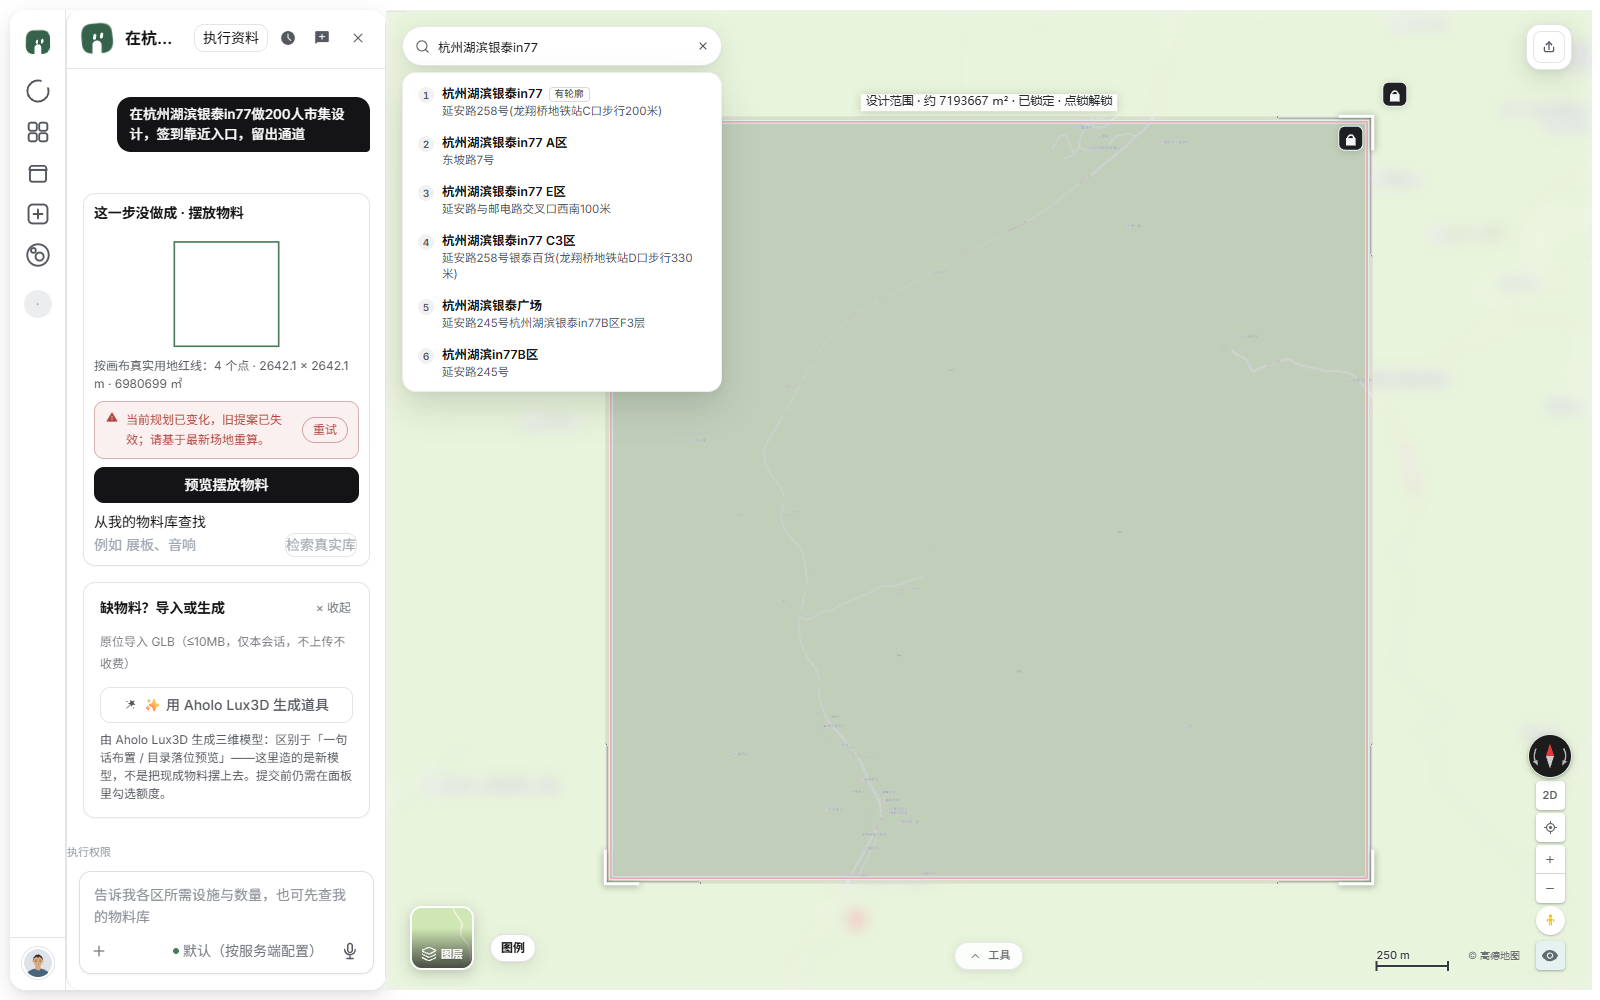 在杭...
执行资料
在杭州湖滨银泰in77做200人市集设
计，签到靠近入口，留出通道
这一步没做成 · 摆放物料
按画布真实用地红线：4 个点 · 2642.1 × 2642.1
m · 6980699 ㎡
当前规划已变化，旧提案已失
效；请基于最新场地重算。
重试
预览摆放物料
从我的物料库查找
例如 展板、音响
检索真实库
缺物料？导入或生成
× 收起
原位导入 GLB（≤10MB，仅本会话，不上传不
收费）
✨ 用 Aholo Lux3D 生成道具
由 Aholo Lux3D 生成三维模型：区别于「一句
话布置 / 目录落位预览」——这里造的是新模
型，不是把现成物料摆上去。提交前仍需在面板
里勾选额度。
执行权限
告诉我各区所需设施与数量，也可先查我
的物料库
默认（按服务端配置）
杭州湖滨银泰in77
1 杭州湖滨银泰in77 有轮廓
延安路258号(龙翔桥地铁站C口步行200米)
2 杭州湖滨银泰in77 A区
东坡路7号
3 杭州湖滨银泰in77 E区
延安路与邮电路交叉口西南100米
4 杭州湖滨银泰in77 C3区
延安路258号银泰百货(龙翔桥地铁站D口步行330
米)
5 杭州湖滨银泰广场
延安路245号杭州湖滨银泰in77B区F3层
6 杭州湖滨in77B区
延安路245号
设计范围 · 约 7193667 m² · 已锁定 · 点锁解锁
图层
图例
工具
2D
250 m
© 高德地图